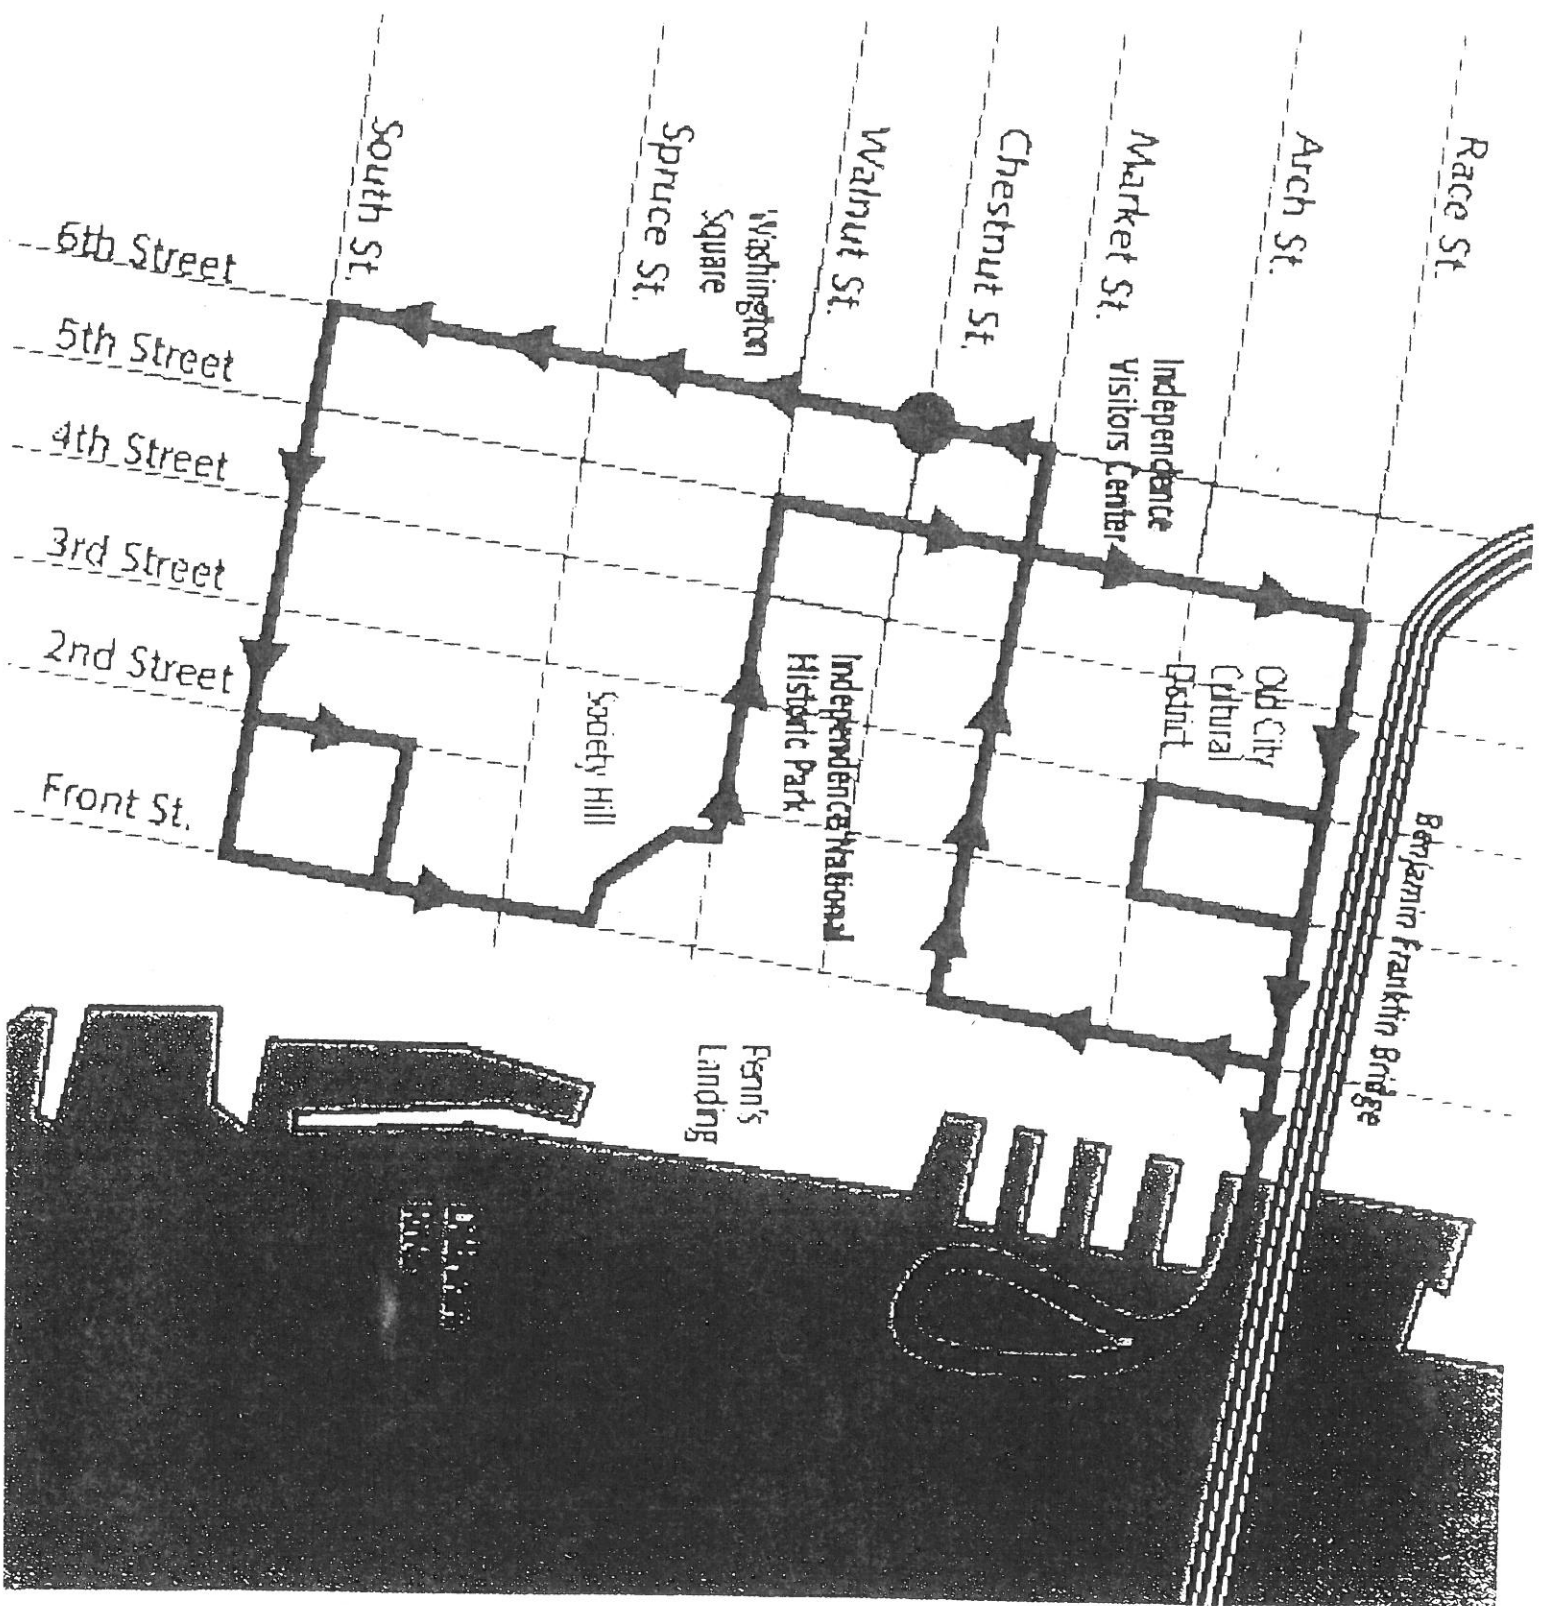 Race St.
Arch St.
Market St.
Chestnut St.
Walnut St.
Spruce St.
South St.
Washington
Square
Independence
Visitors Center
6th Street
5th Street
4th Street
3rd Street
2nd Street
Front St.
Old City
Cultural
District
Independence National
Historic Park
Society Hill
Benjamin Franklin Bridge
Penn's
Landing